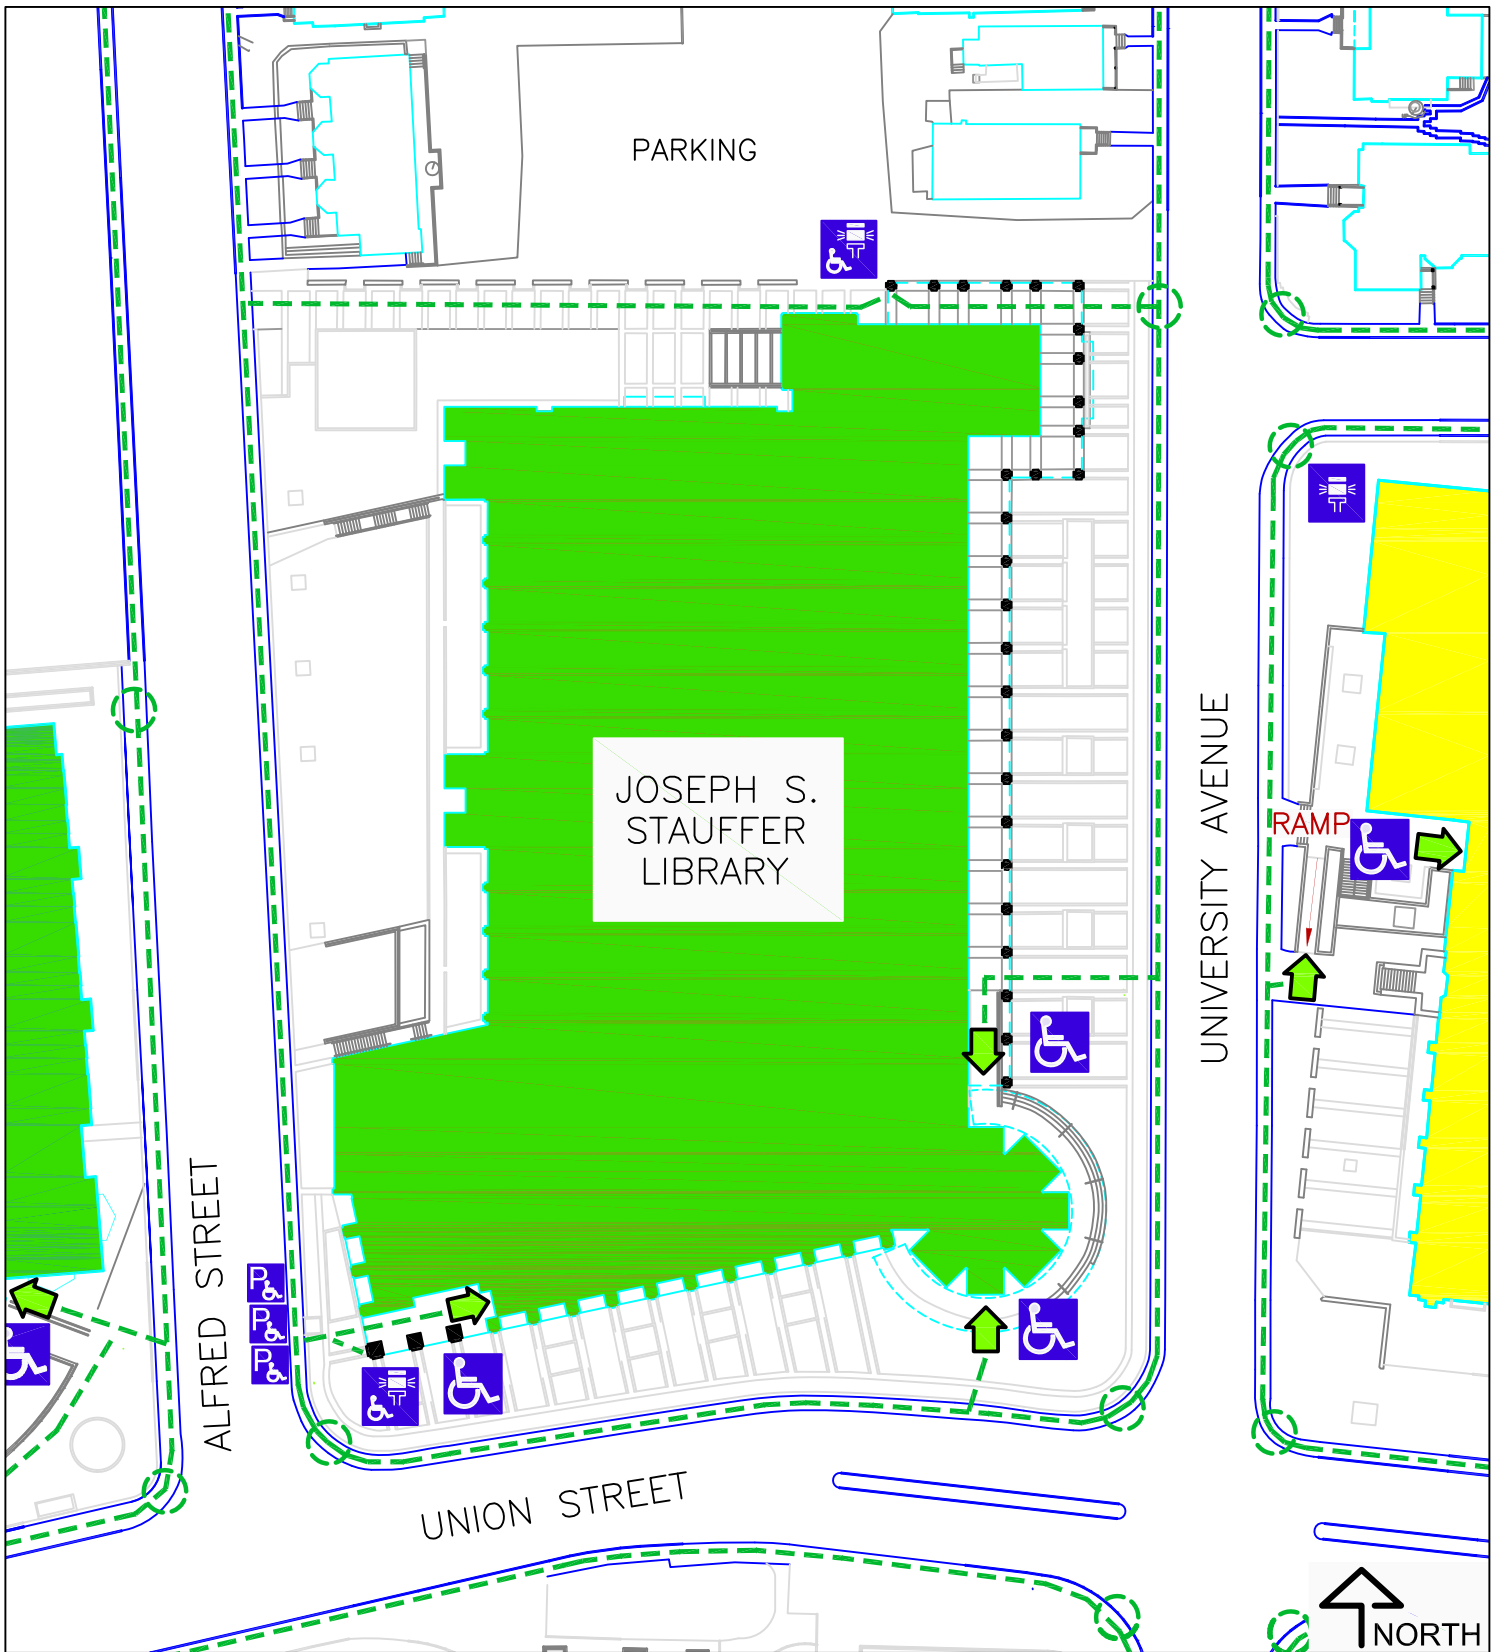 PARKING
JOSEPH S.
STAUFFER
LIBRARY
UNIVERSITY AVENUE
RAMP
ALFRED STREET
P
P
P
UNION STREET
NORTH